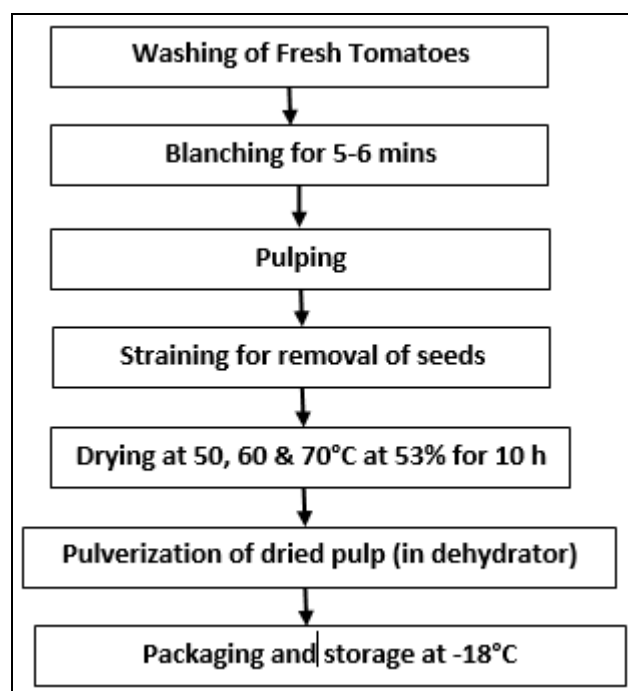 Washing of Fresh Tomatoes
Blanching for 5-6 mins
Pulping
Straining for removal of seeds
Drying at 50, 60 & 70°C at 53% for 10 h
Pulverization of dried pulp (in dehydrator)
Packaging and storage at -18°C